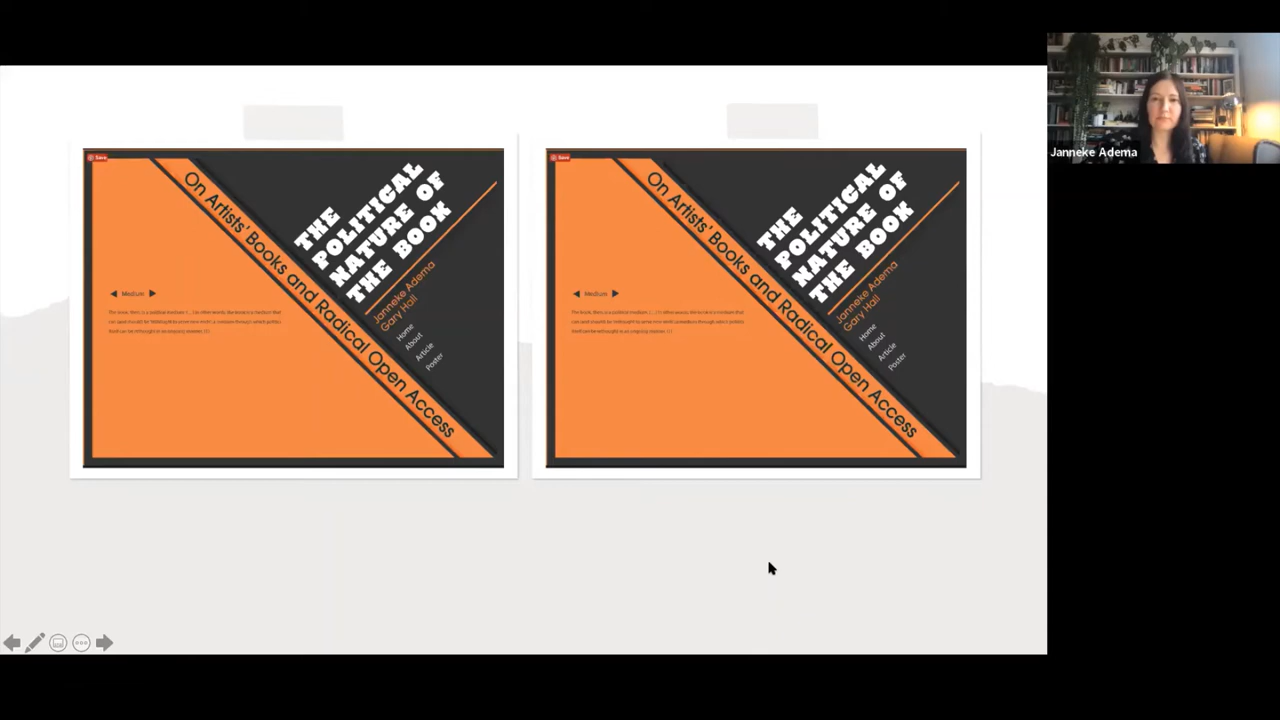 Save
On Artists' Books and Radical Open Access
THE
POLITICAL
NATURE OF
THE BOOK
Janneke Adema
Gary Hall
Home
About
Article
Poster
Medium
Save
On Artists' Books and Radical Open Access
THE
POLITICAL
NATURE OF
THE BOOK
Janneke Adema
Gary Hall
Home
About
Article
Poster
Medium
Janneke Adema